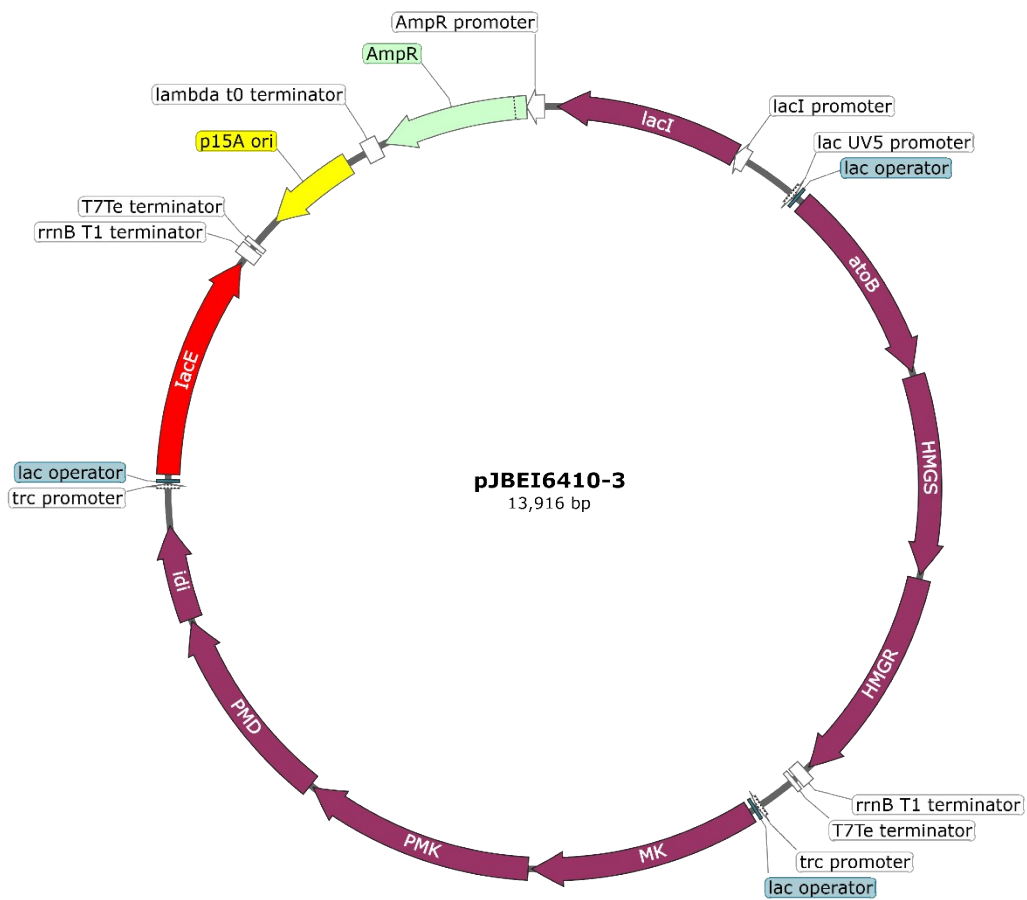 AmpR promoter
AmpR
lambda t0 terminator
p15A ori
T7Te terminator
rrnB T1 terminator
lacI
lacI promoter
lac UV5 promoter
lac operator
atoB
HMGS
HMGR
IacE
pJBEI6410-3
13,916 bp
lac operator
trc promoter
idi
PMD
PMK
MK
rrnB T1 terminator
T7Te terminator
trc promoter
lac operator